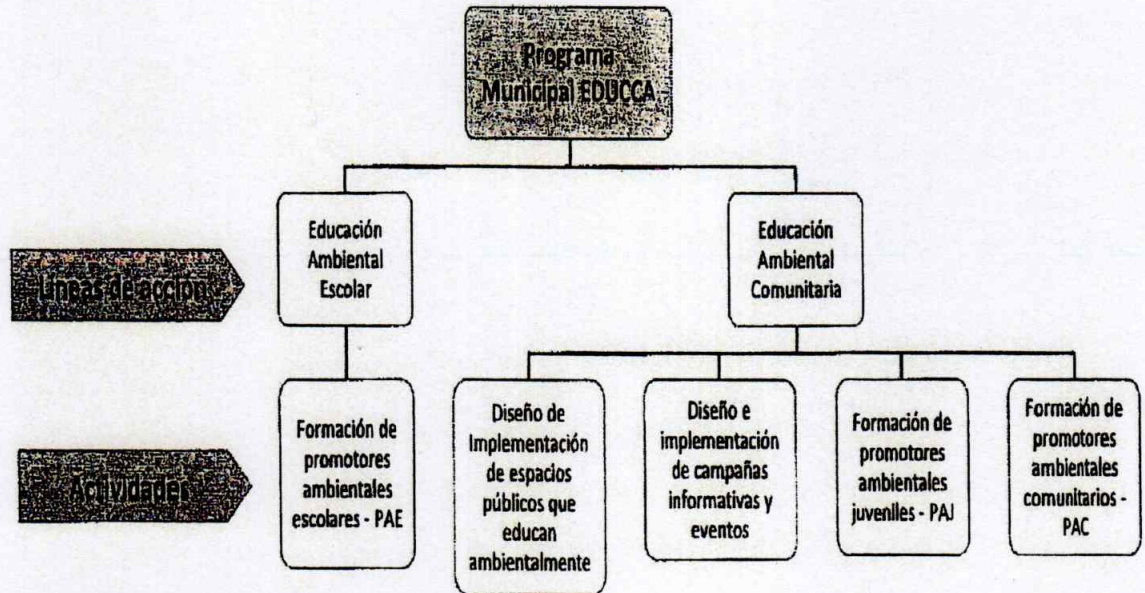 Programa
Municipal EDUCCA
Líneas de acción
Educación
Ambiental
Escolar
Educación
Ambiental
Comunitaria
Actividades
Formación de
promotores
ambientales
escolares - PAE
Diseño de
Implementación
de espacios
públicos que
educan
ambientalmente
Diseño e
implementación
de campañas
informativas y
eventos
Formación de
promotores
ambientales
juveniles - PAJ
Formación de
promotores
ambientales
comunitarios -
PAC